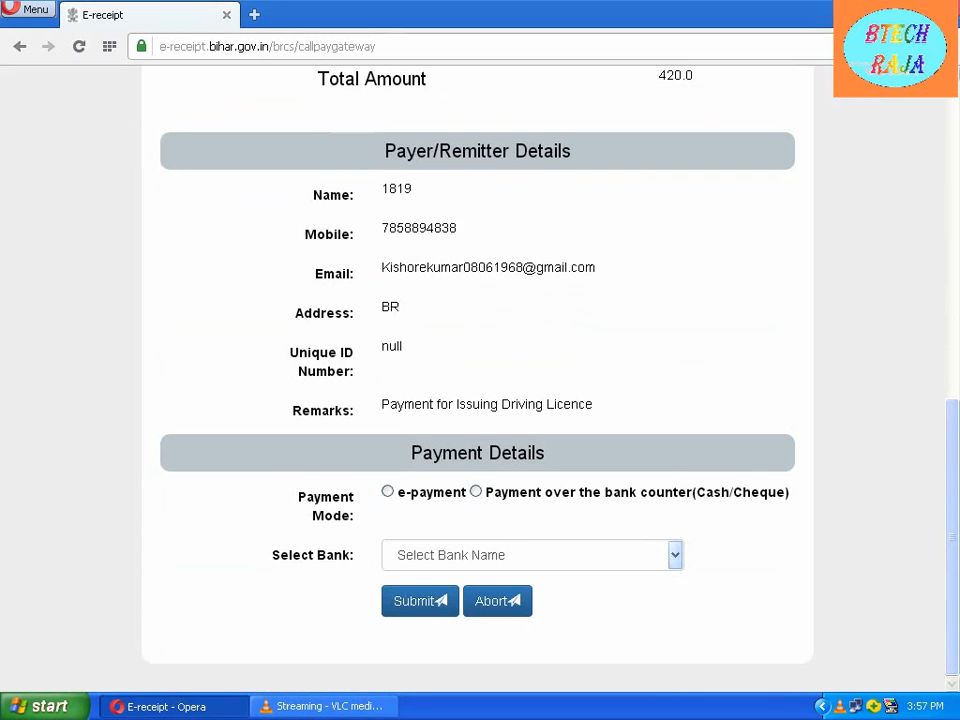 Menu
E-receipt
e-receipt.bihar.gov.in/brcs/callpaygateway
BTECH
RAJA
Total Amount 420.0
Payer/Remitter Details
Name: 1819
Mobile: 7858894838
Email: Kishorekumar08061968@gmail.com
Address: BR
Unique ID Number: null
Remarks: Payment for Issuing Driving Licence
Payment Details
Payment Mode: e-payment Payment over the bank counter(Cash/Cheque)
Select Bank: Select Bank Name
Submit Abort
start E-receipt - Opera Streaming - VLC medi... 3:57 PM